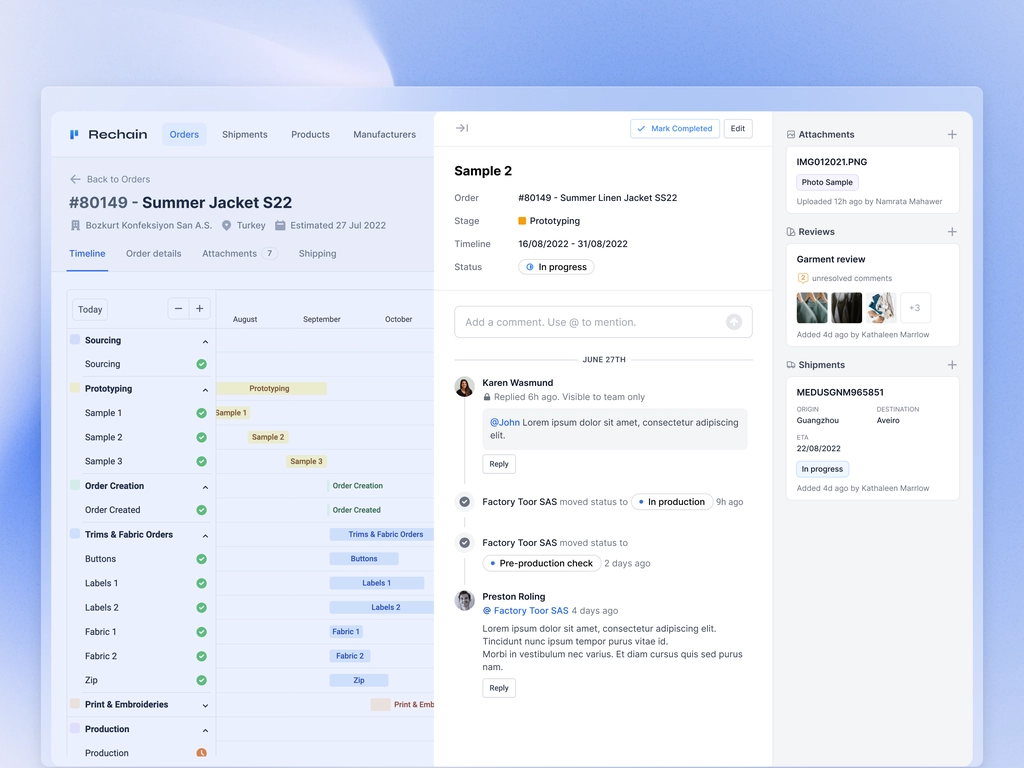 Rechain
Orders
Shipments
Products
Manufacturers
Back to Orders
#80149 - Summer Jacket S22
Bozkurt Konfeksiyon San A.S.
Turkey
Estimated 27 Jul 2022
Timeline
Order details
Attachments 7
Shipping
Today
August
September
October
Sourcing
Sourcing
Prototyping
Prototyping
Sample 1
Sample 1
Sample 2
Sample 2
Sample 3
Sample 3
Order Creation
Order Creation
Order Created
Order Created
Trims & Fabric Orders
Trims & Fabric Orders
Buttons
Buttons
Labels 1
Labels 1
Labels 2
Labels 2
Fabric 1
Fabric 1
Fabric 2
Fabric 2
Zip
Zip
Print & Embroideries
Print & Emb
Production
Production
Mark Completed
Edit
Sample 2
Order
#80149 - Summer Linen Jacket SS22
Stage
Prototyping
Timeline
16/08/2022 - 31/08/2022
Status
In progress
Add a comment. Use @ to mention.
JUNE 27TH
Karen Wasmund
Replied 6h ago. Visible to team only
@John Lorem ipsum dolor sit amet, consectetur adipiscing
elit.
Reply
Factory Toor SAS moved status to In production 9h ago
Factory Toor SAS moved status to
Pre-production check 2 days ago
Preston Roling
@ Factory Toor SAS 4 days ago
Lorem ipsum dolor sit amet, consectetur adipiscing elit.
Tincidunt nunc ipsum tempor purus vitae id.
Morbi in vestibulum nec varius. Et diam cursus quis sed purus
nam.
Reply
Attachments
IMG012021.PNG
Photo Sample
Uploaded 12h ago by Namrata Mahawer
Reviews
Garment review
2 unresolved comments
+3
Added 4d ago by Kathaleen Marrlow
Shipments
MEDUSGNM965851
ORIGIN
DESTINATION
Guangzhou
Aveiro
ETA
22/08/2022
In progress
Added 4d ago by Kathaleen Marrlow